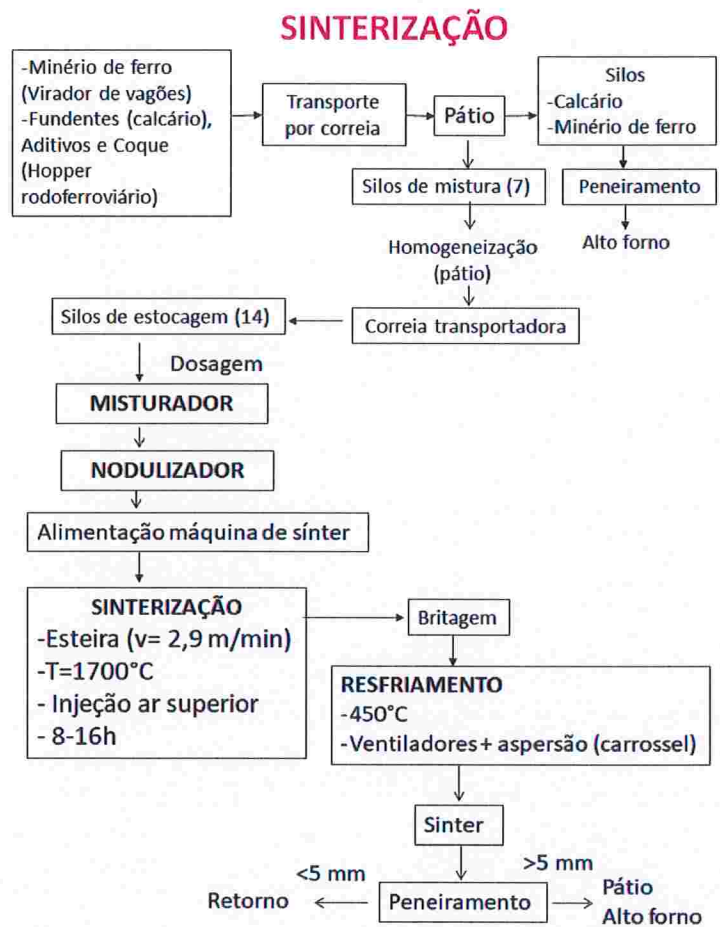 SINTERIZAÇÃO
-Minério de ferro
(Virador de vagões)
-Fundentes (calcário),
Aditivos e Coque
(Hopper
rodoferroviário)
Transporte
por correia
Pátio
Silos
-Calcário
-Minério de ferro
Silos de mistura (7)
Peneiramento
Homogeneização
(pátio)
Alto forno
Silos de estocagem (14)
Correia transportadora
Dosagem
MISTURADOR
NODULIZADOR
Alimentação máquina de sínter
SINTERIZAÇÃO
-Esteira (v= 2,9 m/min)
-T=1700°C
- Injeção ar superior
- 8-16h
Britagem
RESFRIAMENTO
-450°C
-Ventiladores + aspersão (carrossel)
Sinter
<5 mm
>5 mm
Retorno
Peneiramento
Pátio
Alto forno